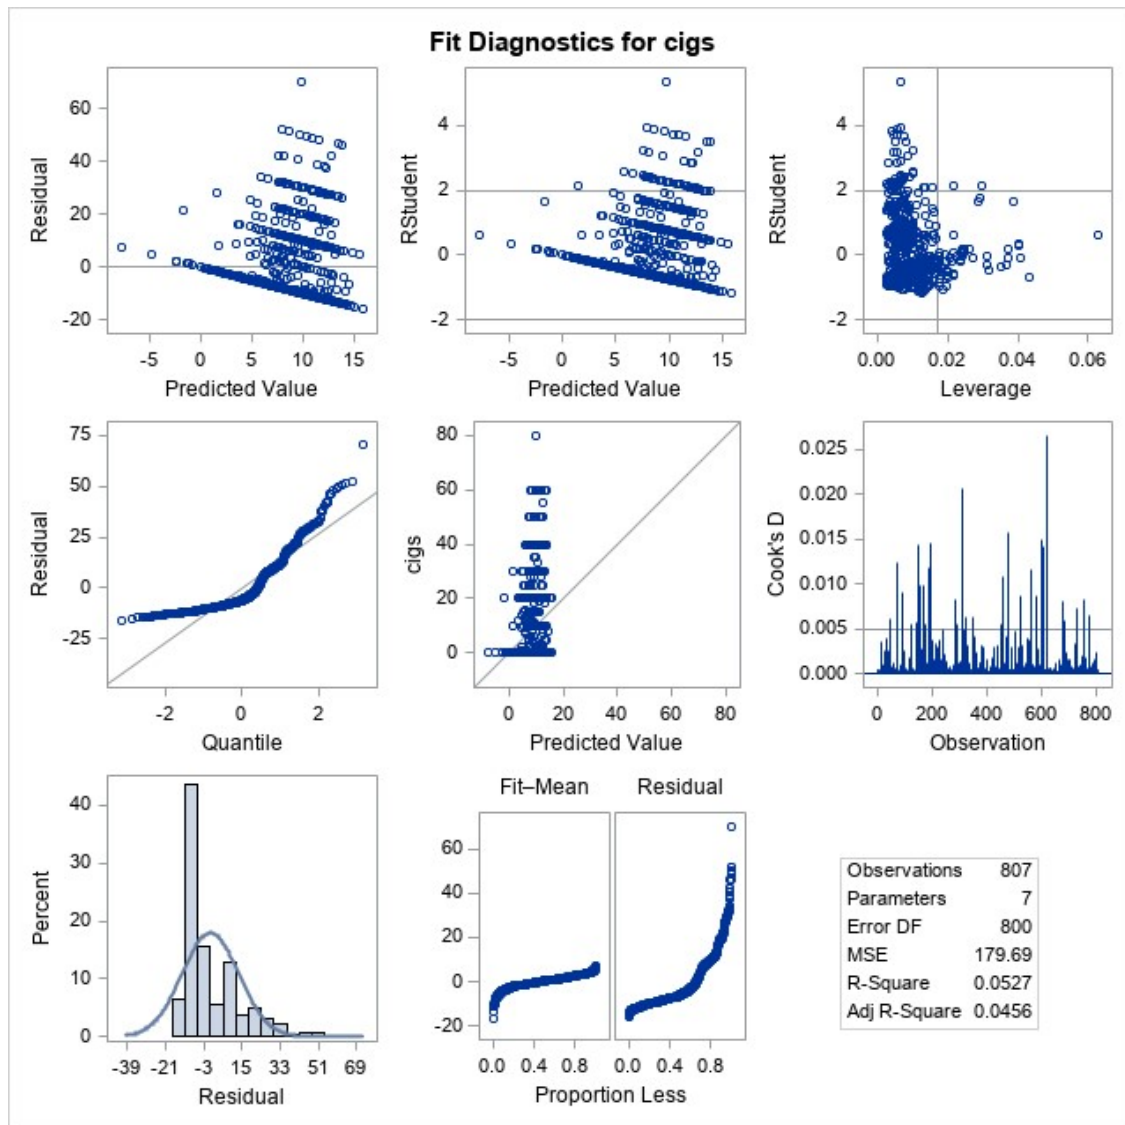 Fit Diagnostics for cigs
Residual
60
40
20
0
-20
-5 0 5 10 15
Predicted Value
RStudent
4
2
0
-2
-5 0 5 10 15
Predicted Value
RStudent
4
2
0
-2
0.00 0.02 0.04 0.06
Leverage
Residual
75
50
25
0
-25
-2 0 2
Quantile
cigs
80
60
40
20
0
0 20 40 60 80
Predicted Value
Cook's D
0.025
0.020
0.015
0.010
0.005
0.000
0 200 400 600 800
Observation
Percent
40
30
20
10
0
-39 -21 -3 15 33 51 69
Residual
Fit–Mean Residual
60
40
20
0
-20
0.0 0.4 0.8 0.0 0.4 0.8
Proportion Less
Observations 807
Parameters 7
Error DF 800
MSE 179.69
R-Square 0.0527
Adj R-Square 0.0456